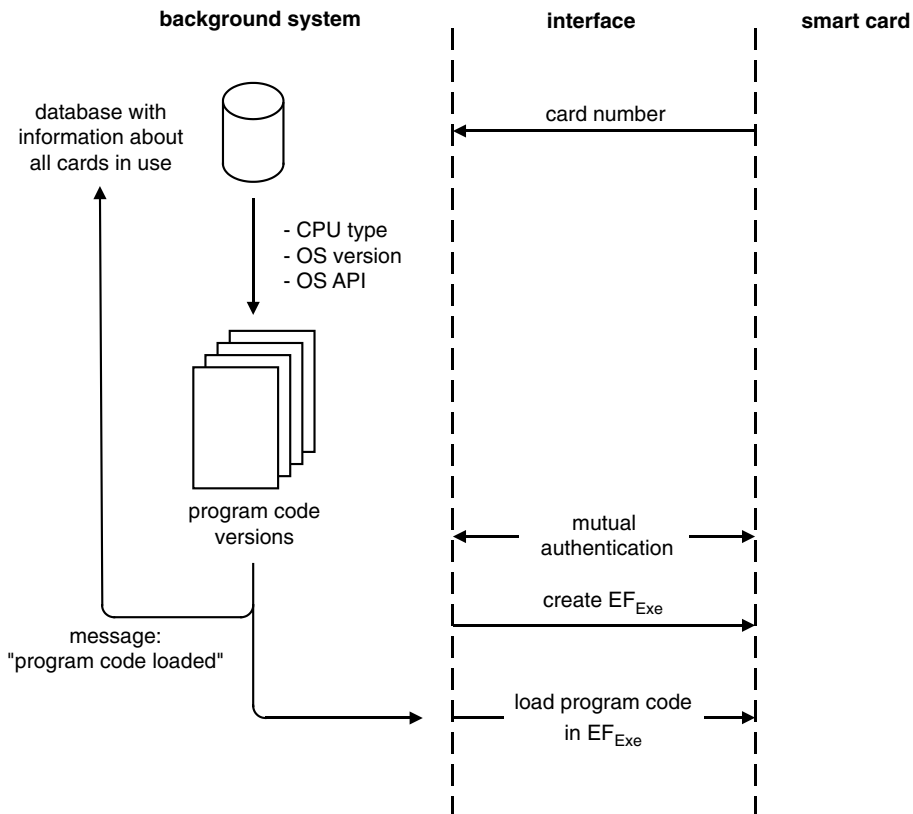 background system
interface
smart card
database with
information about
all cards in use
card number
- CPU type
- OS version
- OS API
program code
versions
mutual
authentication
create EFExe
message:
"program code loaded"
load program code
in EFExe